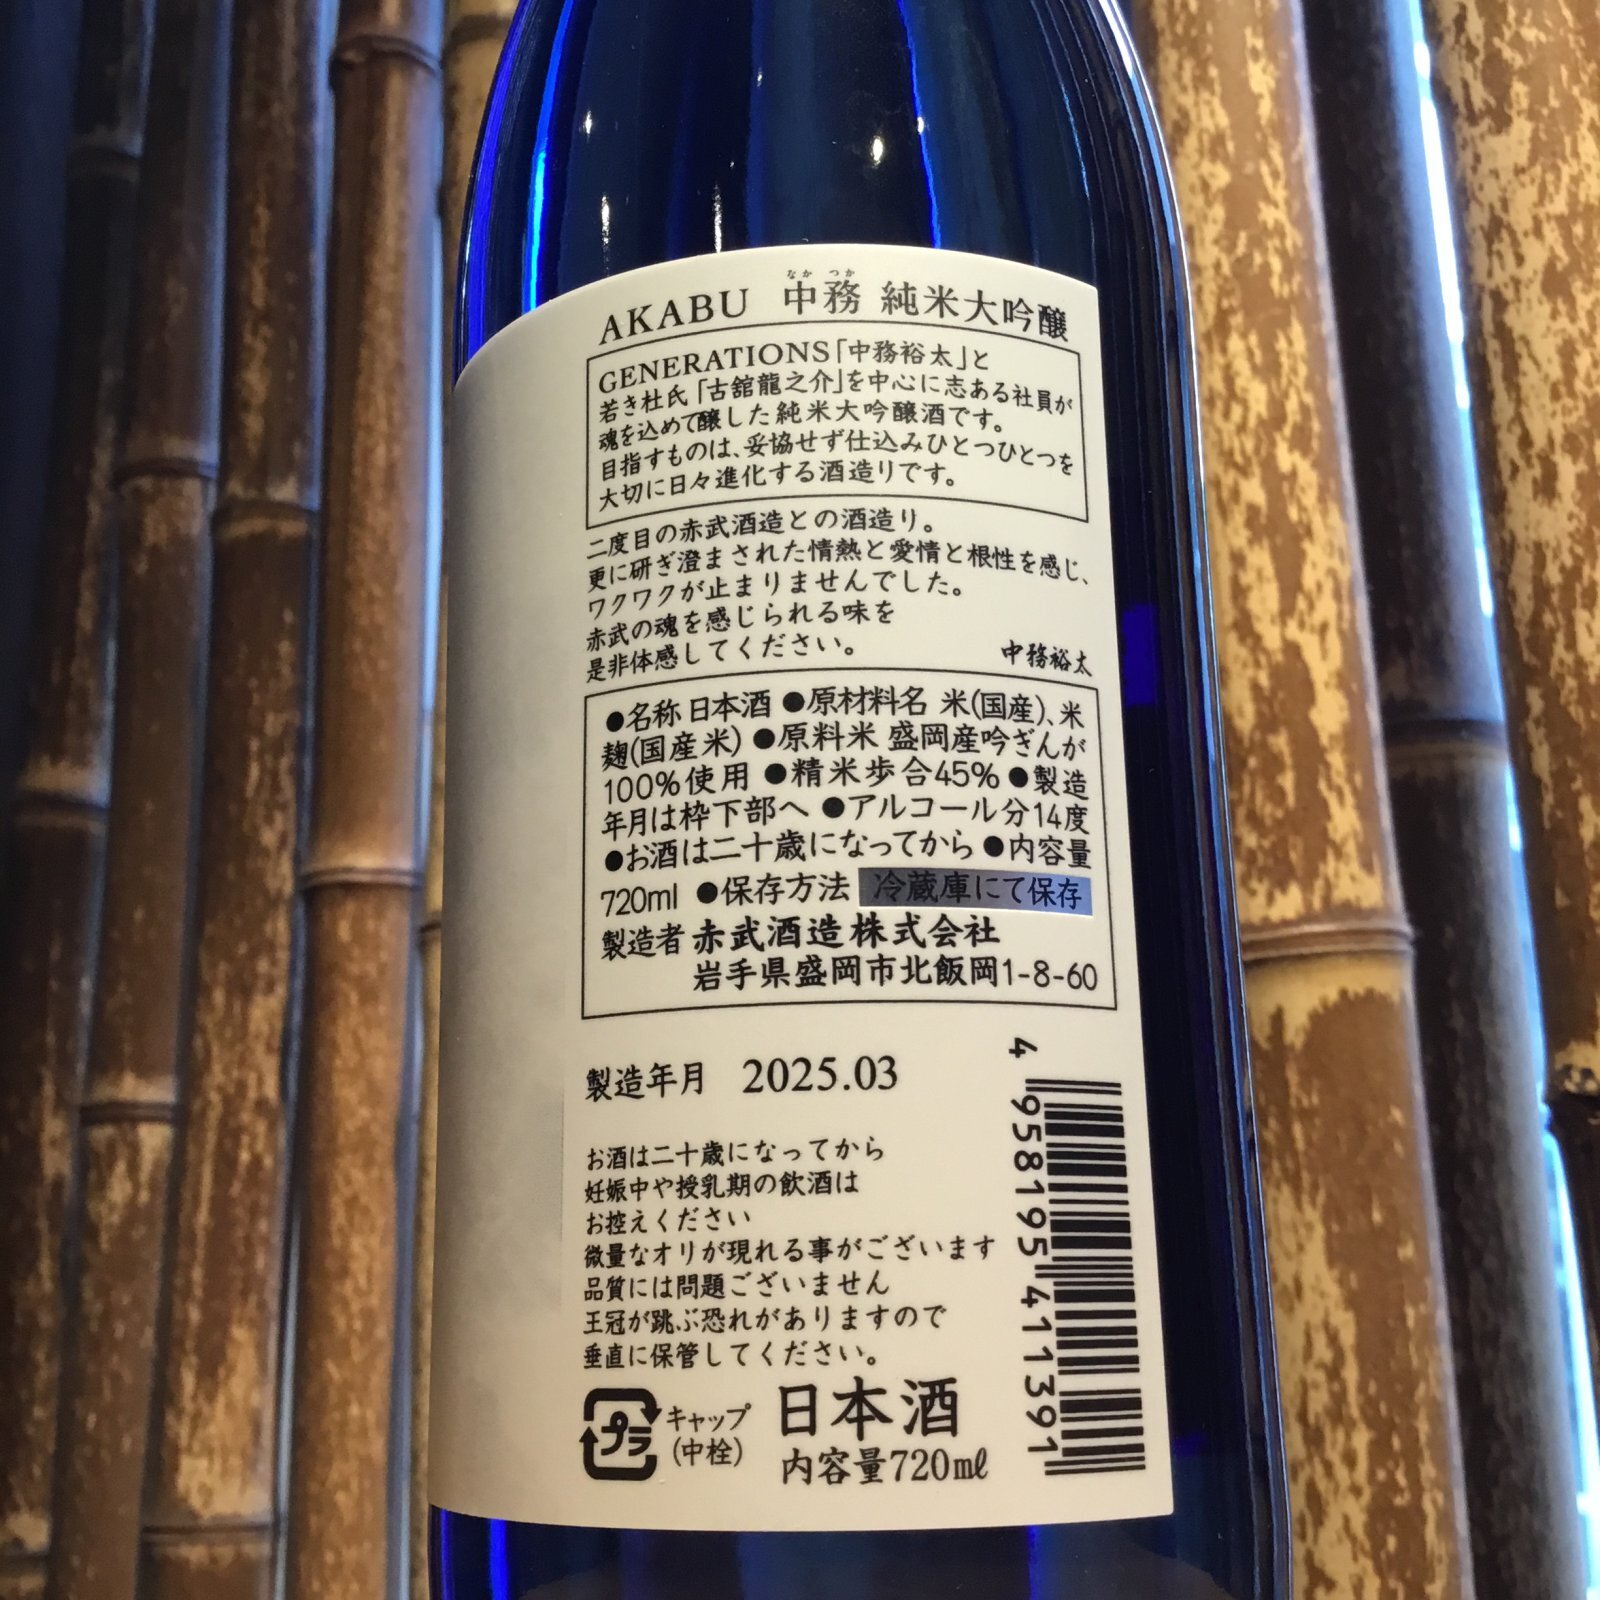 なか つか
AKABU 中務 純米大吟醸
GENERATIONS「中務裕太」と
若き杜氏「古舘龍之介」を中心に志ある社員が
魂を込めて醸した純米大吟醸酒です。
目指すものは、妥協せず仕込みひとつひとつを
大切に日々進化する酒造りです。
二度目の赤武酒造との酒造り。
更に研ぎ澄まされた情熱と愛情と根性を感じ、
ワクワクが止まりませんでした。
赤武の魂を感じられる味を
是非体感してください。
中務裕太
●名称 日本酒 ●原材料名 米(国産)、米
麹(国産米) ●原料米 盛岡産吟ぎんが
100%使用 ●精米歩合45% ●製造
年月は枠下部へ ●アルコール分14度
●お酒は二十歳になってから ●内容量
720ml ●保存方法 冷蔵庫にて保存
製造者 赤武酒造株式会社
岩手県盛岡市北飯岡1-8-60
製造年月 2025.03
お酒は二十歳になってから
妊娠中や授乳期の飲酒は
お控えください
微量なオリが現れる事がございます
品質には問題ございません
王冠が跳ぶ恐れがありますので
垂直に保管してください。
プラ
キャップ
(中栓)
日本酒
内容量720mℓ
4 958195 411391